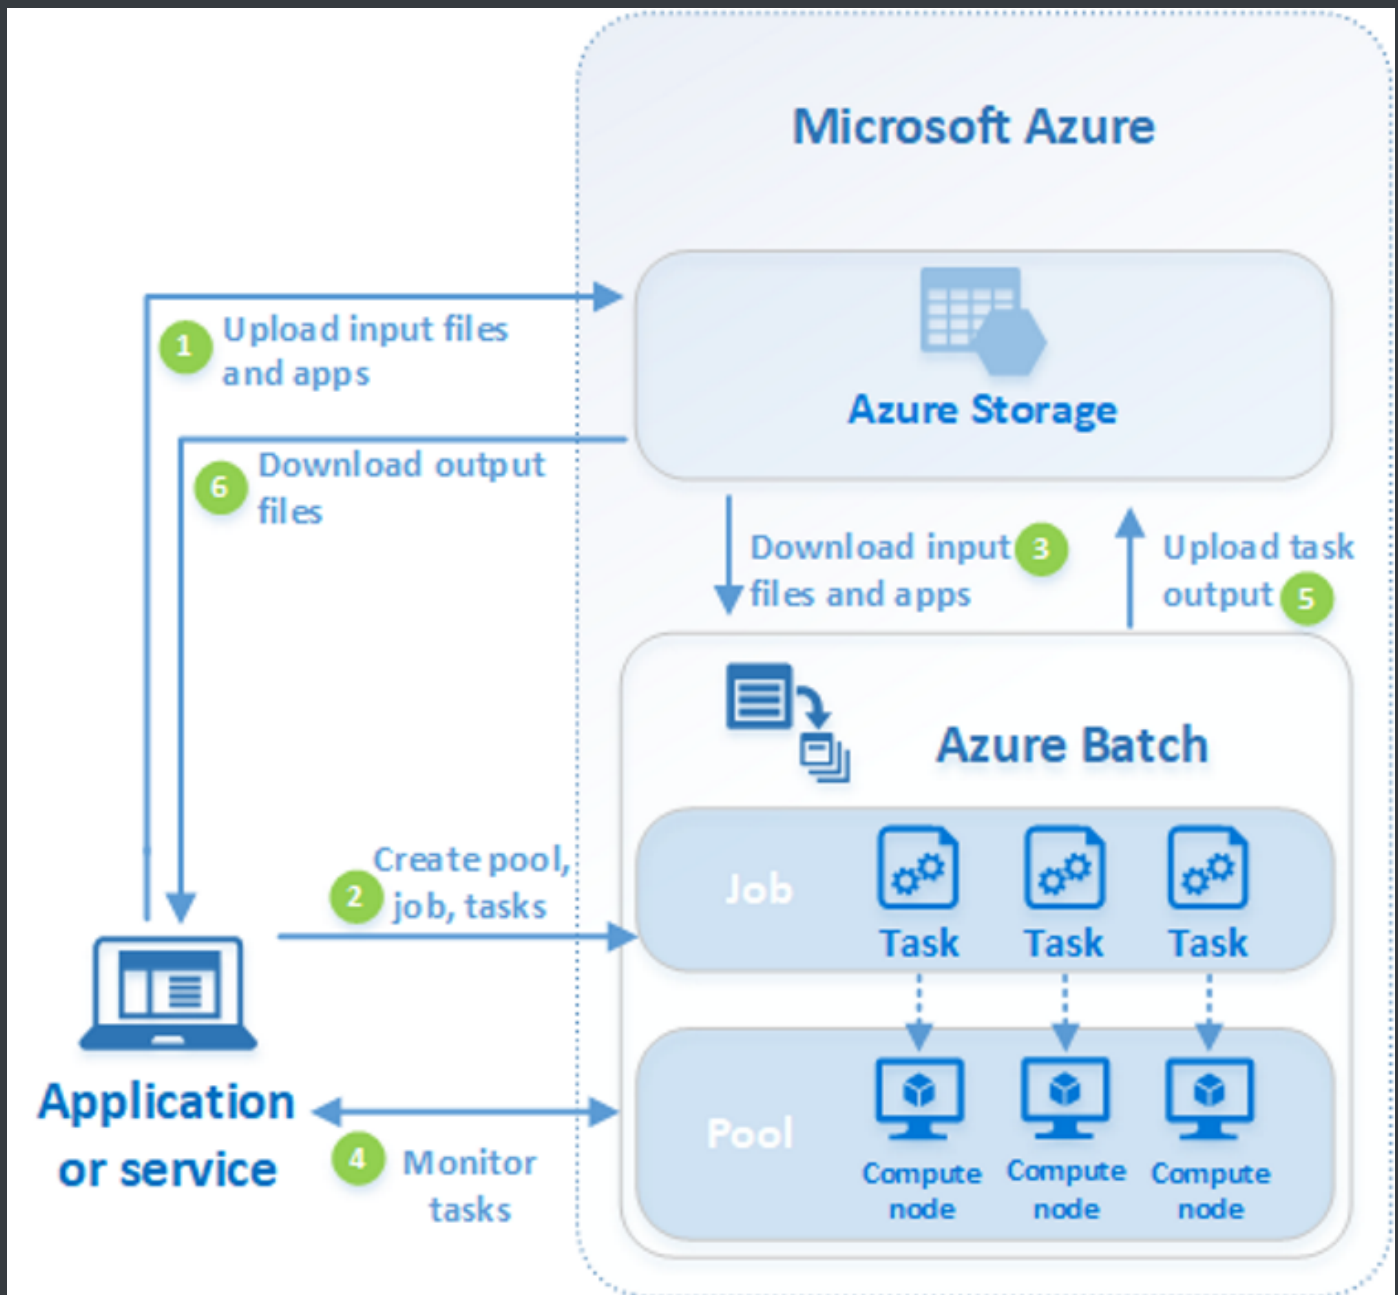 Microsoft Azure
1
Upload input files
and apps
Azure Storage
6
Download output
files
Download input 3
files and apps
Upload task
output 5
Azure Batch
2
Create pool,
job, tasks
Job
Task Task Task
Application
or service
4
Monitor
tasks
Pool
Compute Compute Compute
node node node